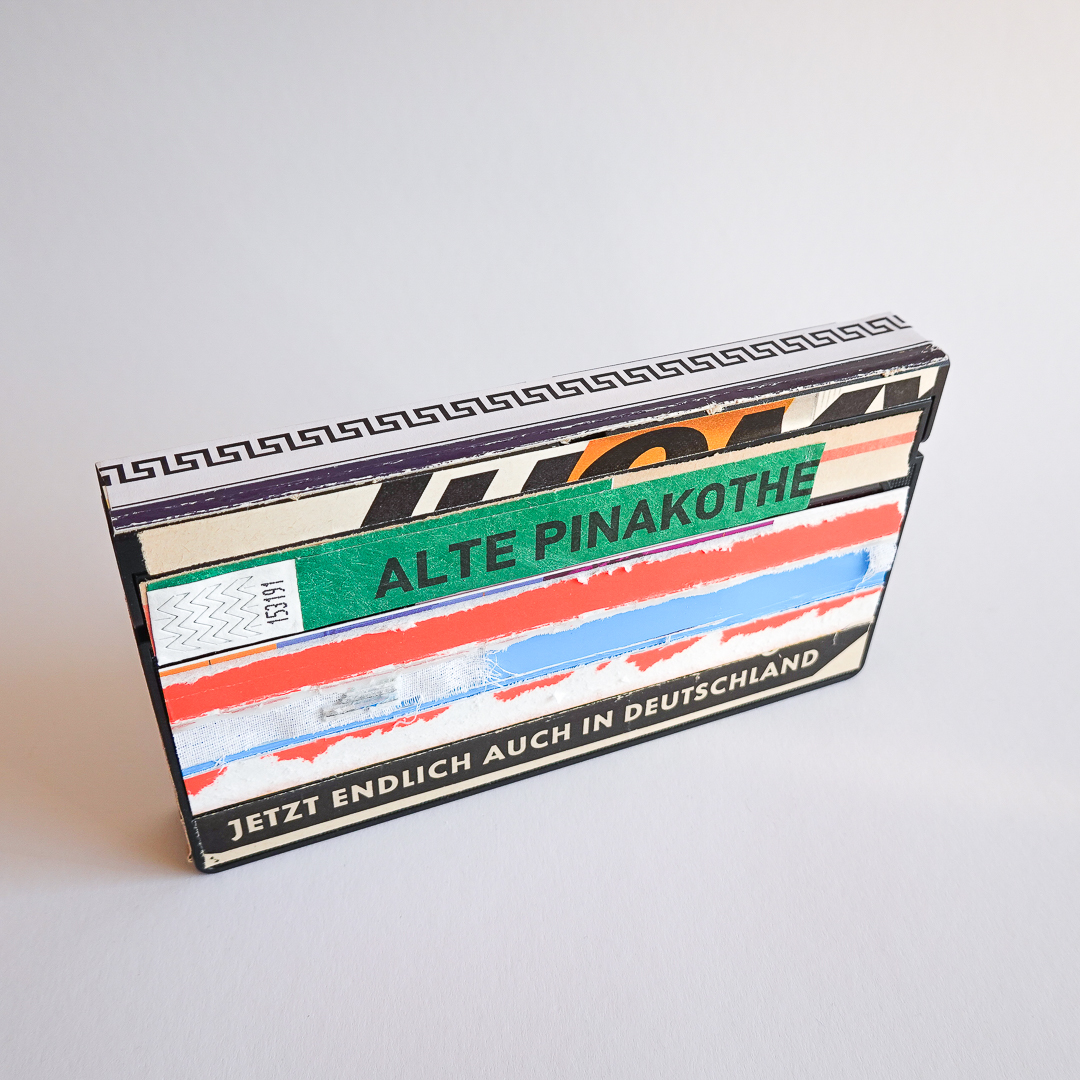 ALTE PINAKOTHE
153191
JETZT ENDLICH AUCH IN DEUTSCHLAND